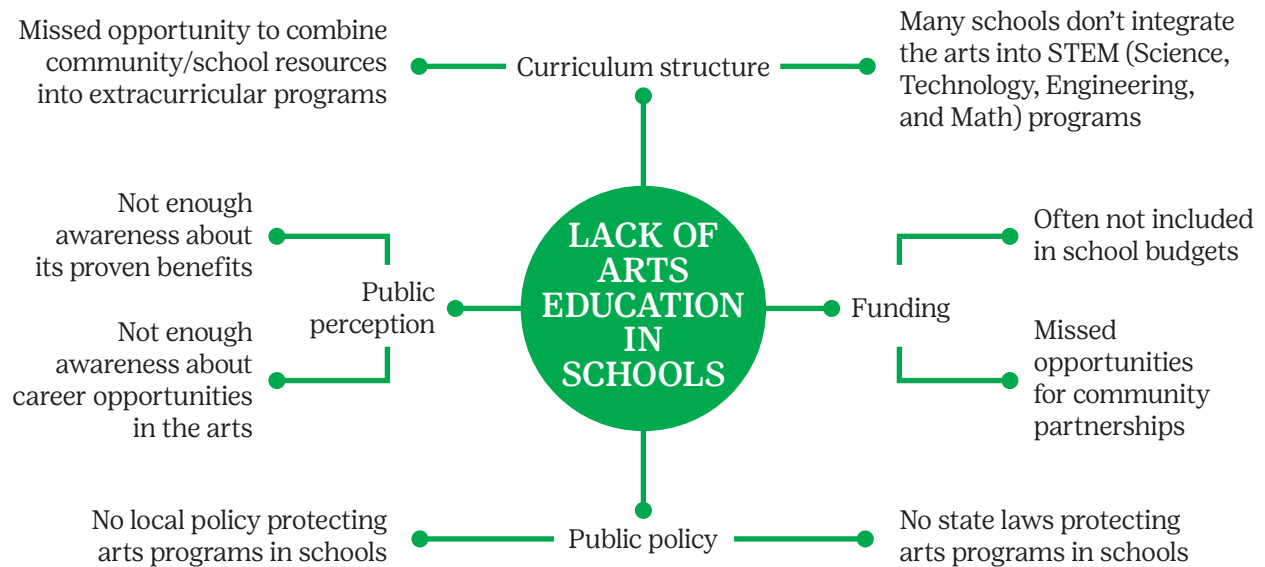 Missed opportunity to combine
community/school resources
into extracurricular programs
Curriculum structure
Many schools don’t integrate
the arts into STEM (Science,
Technology, Engineering,
and Math) programs
Not enough
awareness about
its proven benefits
Public
perception
Not enough
awareness about
career opportunities
in the arts
LACK OF
ARTS
EDUCATION
IN
SCHOOLS
Funding
Often not included
in school budgets
Missed
opportunities
for community
partnerships
No local policy protecting
arts programs in schools
Public policy
No state laws protecting
arts programs in schools